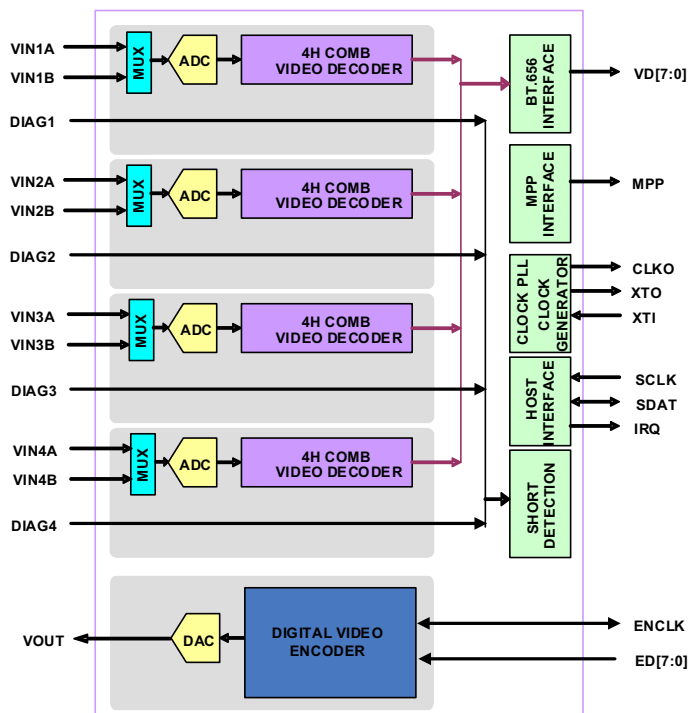 VIN1A
VIN1B
MUX
ADC
4H COMB
VIDEO DECODER
DIAG1
BT.656
INTERFACE
VD[7:0]
VIN2A
VIN2B
MUX
ADC
4H COMB
VIDEO DECODER
DIAG2
MPP
INTERFACE
MPP
VIN3A
VIN3B
MUX
ADC
4H COMB
VIDEO DECODER
DIAG3
CLOCK PLL
CLOCK
GENERATOR
CLKO
XTO
XTI
HOST
INTERFACE
SCLK
SDAT
IRQ
VIN4A
VIN4B
MUX
ADC
4H COMB
VIDEO DECODER
DIAG4
SHORT
DETECTION
VOUT
DAC
DIGITAL VIDEO
ENCODER
ENCLK
ED[7:0]